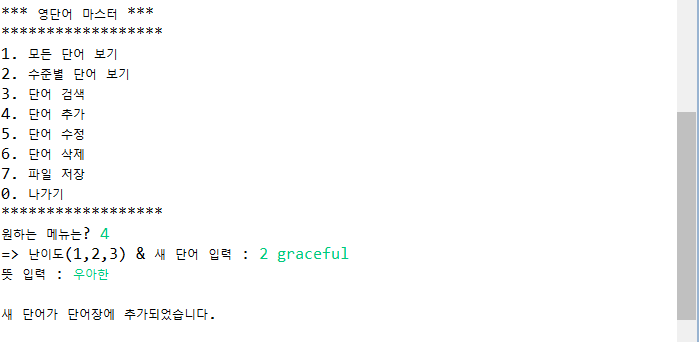 *** 영단어 마스터 ***
******************
1. 모든 단어 보기
2. 수준별 단어 보기
3. 단어 검색
4. 단어 추가
5. 단어 수정
6. 단어 삭제
7. 파일 저장
0. 나가기
******************
원하는 메뉴는? 4
=> 난이도(1,2,3) & 새 단어 입력 : 2 graceful
뜻 입력 : 우아한
새 단어가 단어장에 추가되었습니다.